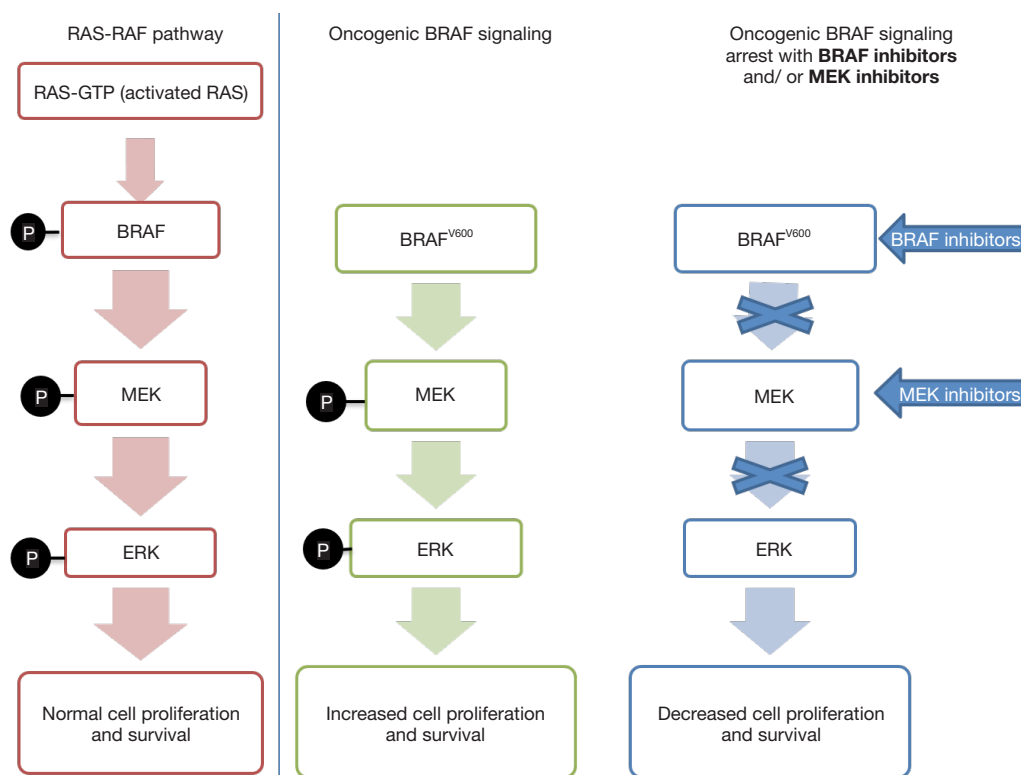 RAS-RAF pathway
RAS-GTP (activated RAS)
P
BRAF
P
MEK
P
ERK
Normal cell proliferation
and survival
Oncogenic BRAF signaling
BRAFV600
P
MEK
P
ERK
Increased cell proliferation
and survival
Oncogenic BRAF signaling
arrest with BRAF inhibitors
and/ or MEK inhibitors
BRAFV600
BRAF inhibitors
MEK
MEK inhibitors
ERK
Decreased cell proliferation
and survival